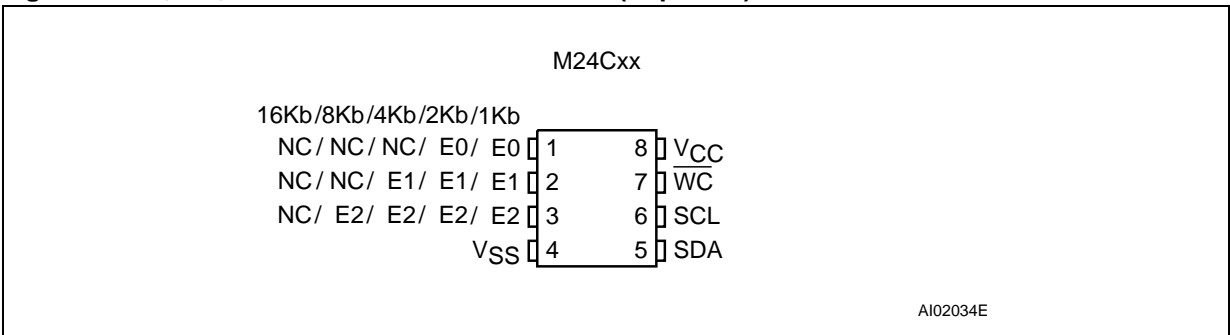 M24Cxx
16Kb/8Kb/4Kb/2Kb/1Kb
NC/ NC/ NC/ E0/ E0 1 8 VCC
NC/ NC/ E1/ E1/ E1 2 7 W̅C̅
NC/ E2/ E2/ E2/ E2 3 6 SCL
VSS 4 5 SDA
AI02034E